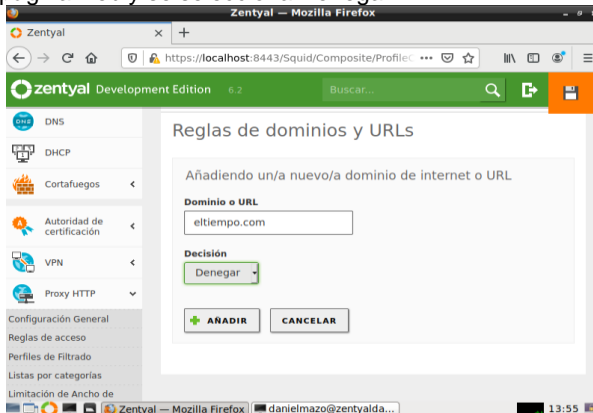 Zentyal — Mozilla Firefox
Zentyal
https://localhost:8443/Squid/Composite/Profile
zentyal Development Edition 6.2
Buscar...
DNS
DHCP
Cortafuegos
Autoridad de certificación
VPN
Proxy HTTP
Configuración General
Reglas de acceso
Perfiles de Filtrado
Listas por categorías
Limitación de Ancho de
Reglas de dominios y URLs
Añadiendo un/a nuevo/a dominio de internet o URL
Dominio o URL
eltiempo.com
Decisión
Denegar
AÑADIR
CANCELAR
Zentyal — Mozilla Firefox
danielmazo@zentyalda...
13:55